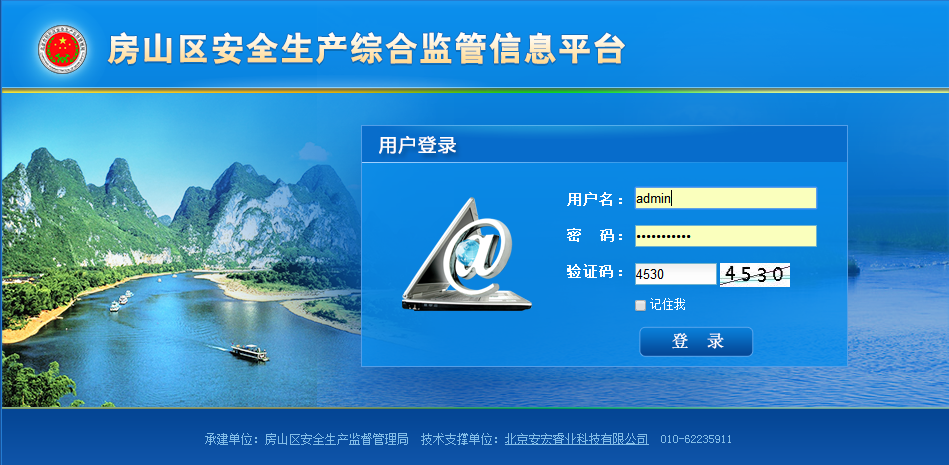 房山区安全生产综合监管信息平台
用户登录
用户名： admin
密 码： •••••••••••
验证码： 4530 4530
记住我
登 录
承建单位：房山区安全生产监督管理局 技术支撑单位：北京安宏睿业科技有限公司 010-62235911